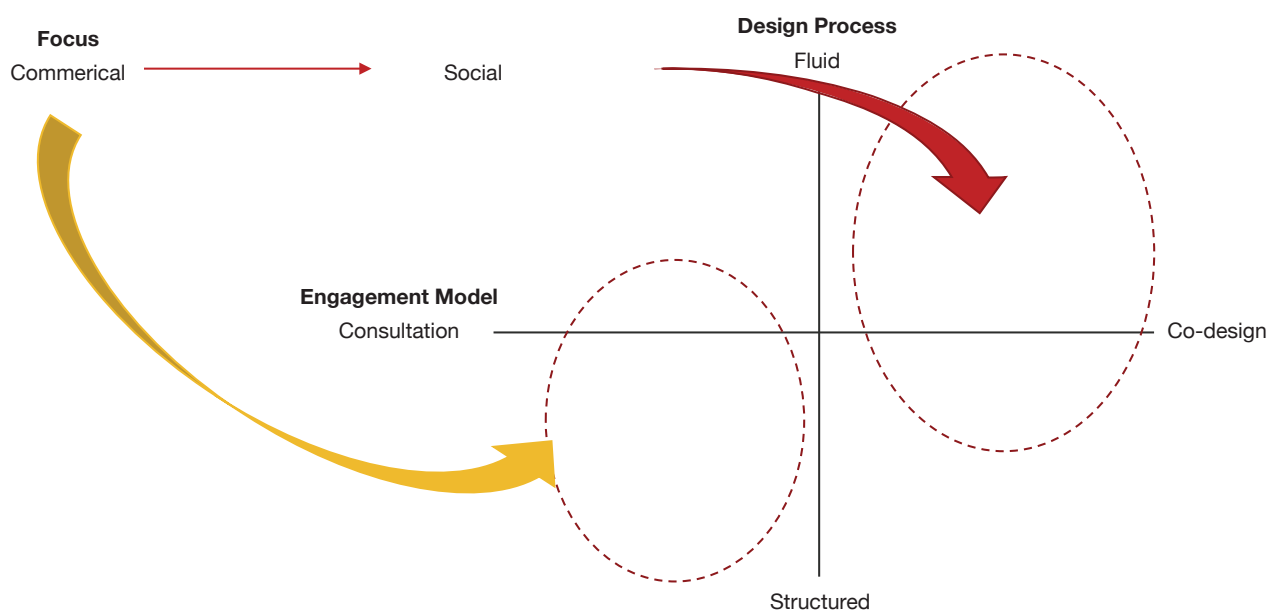 Focus
Commerical
Social
Design Process
Fluid
Engagement Model
Consultation
Co-design
Structured